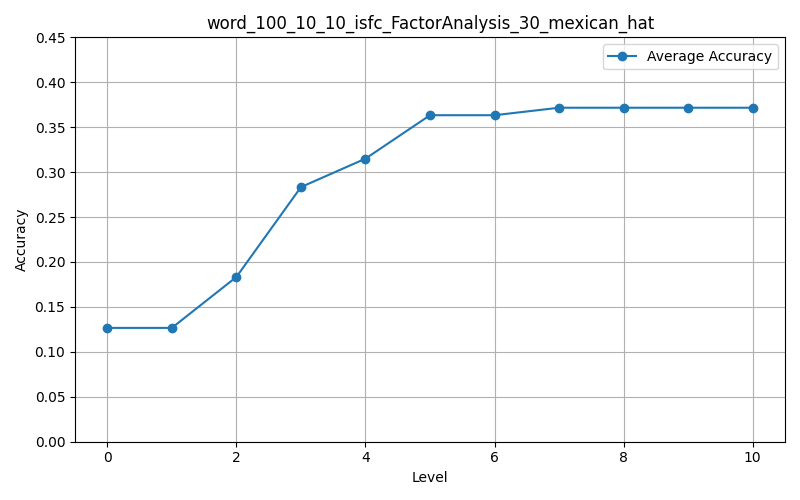 word_100_10_10_isfc_FactorAnalysis_30_mexican_hat
Average Accuracy
Accuracy
0.45
0.40
0.35
0.30
0.25
0.20
0.15
0.10
0.05
0.00
0 2 4 6 8 10
Level